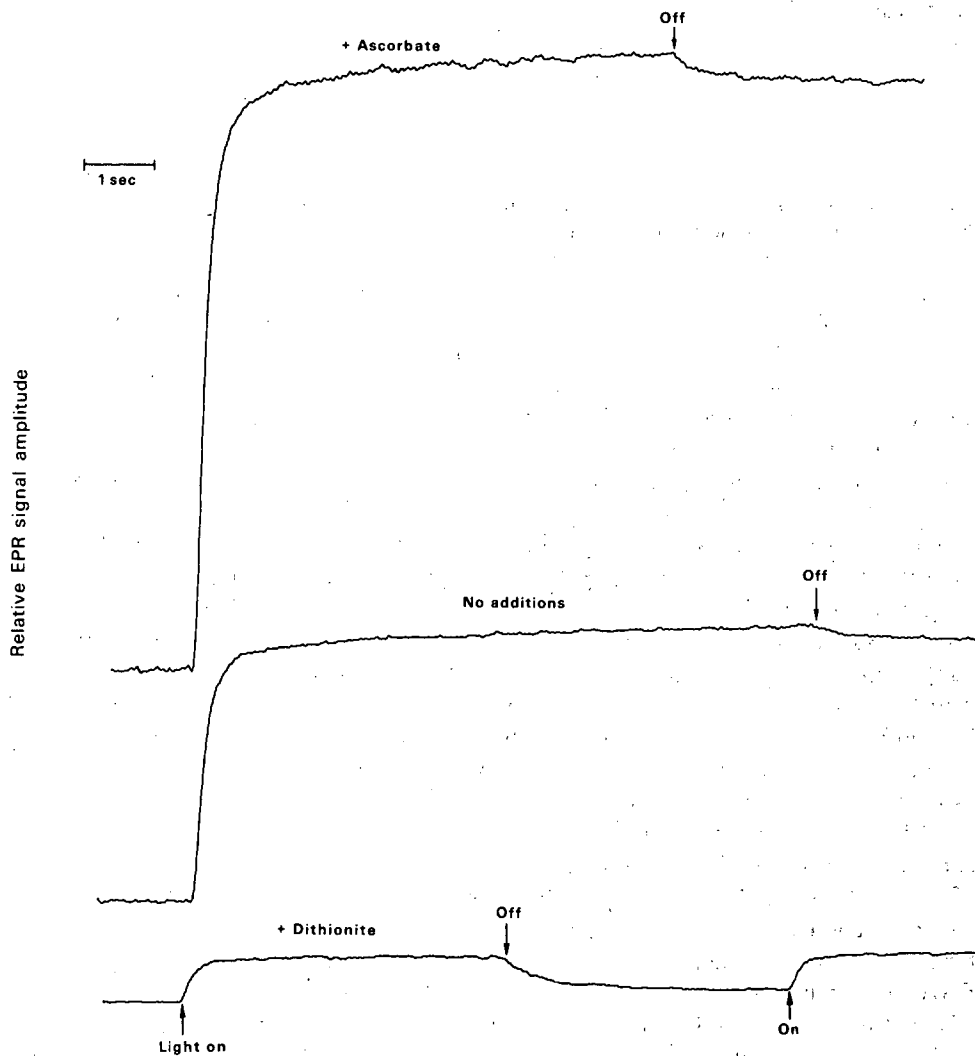 Off
+ Ascorbate
1 sec
Relative EPR signal amplitude
Off
No additions
Off
+ Dithionite
On
Light on